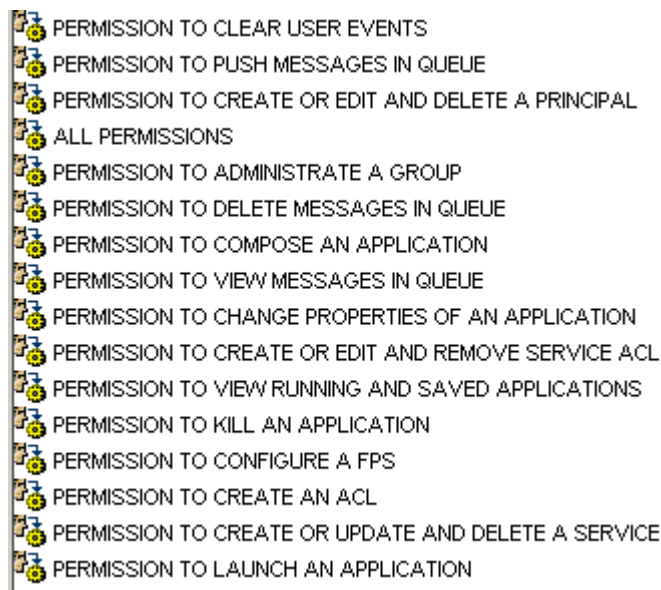 PERMISSION TO CLEAR USER EVENTS
PERMISSION TO PUSH MESSAGES IN QUEUE
PERMISSION TO CREATE OR EDIT AND DELETE A PRINCIPAL
ALL PERMISSIONS
PERMISSION TO ADMINISTRATE A GROUP
PERMISSION TO DELETE MESSAGES IN QUEUE
PERMISSION TO COMPOSE AN APPLICATION
PERMISSION TO VIEW MESSAGES IN QUEUE
PERMISSION TO CHANGE PROPERTIES OF AN APPLICATION
PERMISSION TO CREATE OR EDIT AND REMOVE SERVICE ACL
PERMISSION TO VIEW RUNNING AND SAVED APPLICATIONS
PERMISSION TO KILL AN APPLICATION
PERMISSION TO CONFIGURE A FPS
PERMISSION TO CREATE AN ACL
PERMISSION TO CREATE OR UPDATE AND DELETE A SERVICE
PERMISSION TO LAUNCH AN APPLICATION